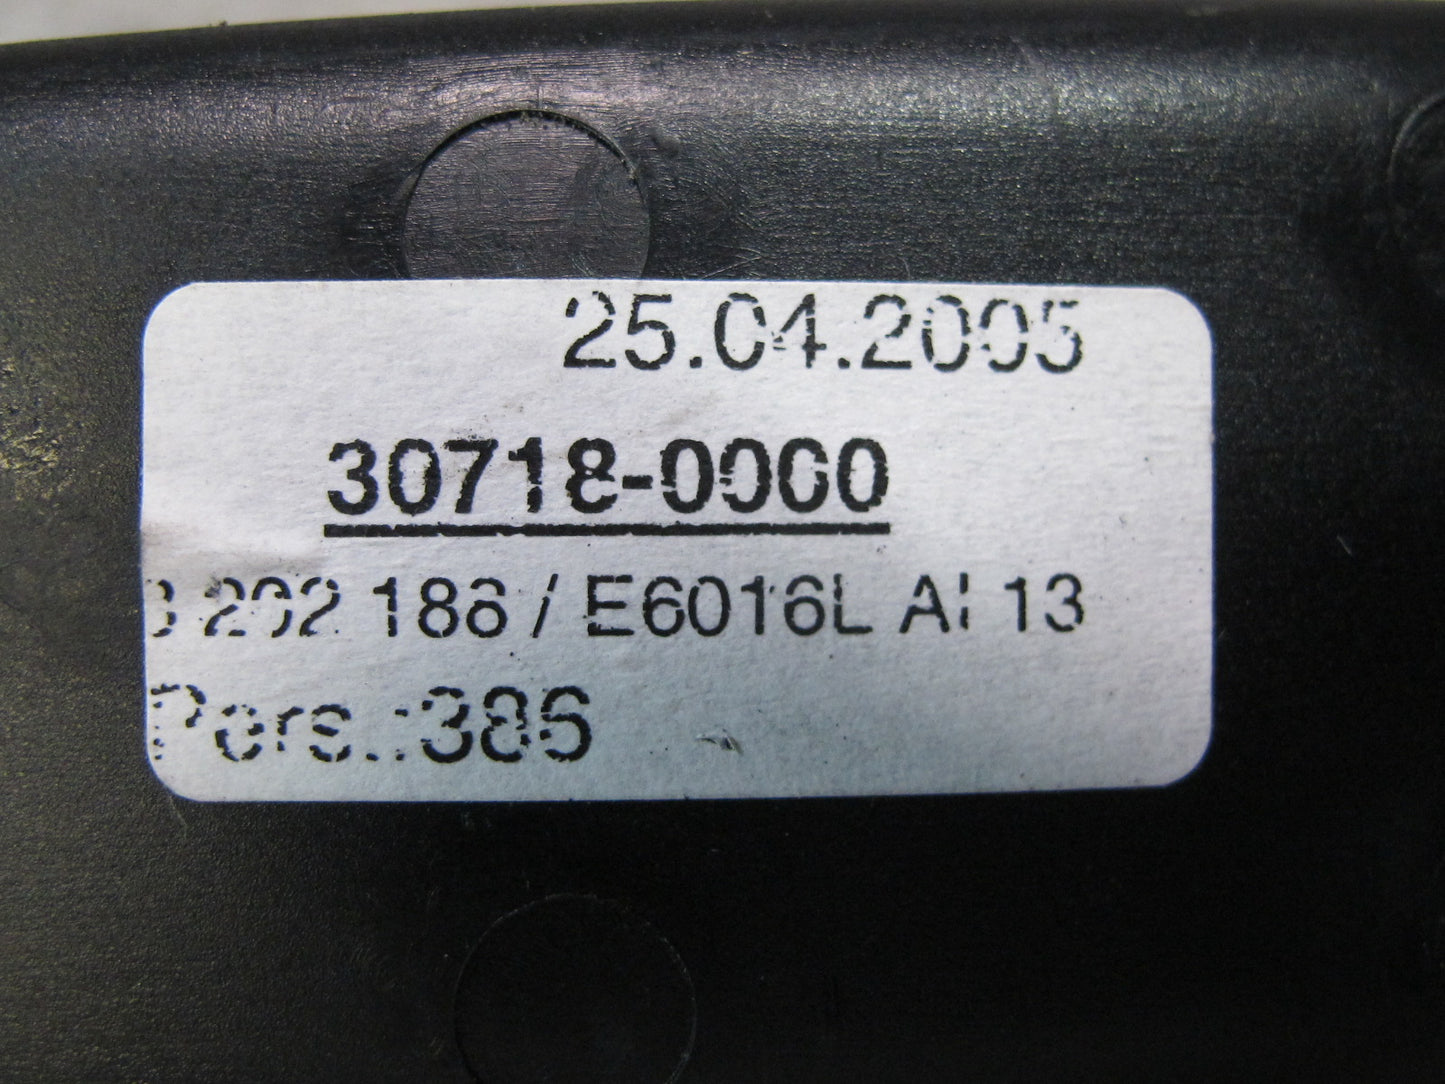 25.04.2005
30718-0000
202 186 / E6016L AI 13
Pers.:386